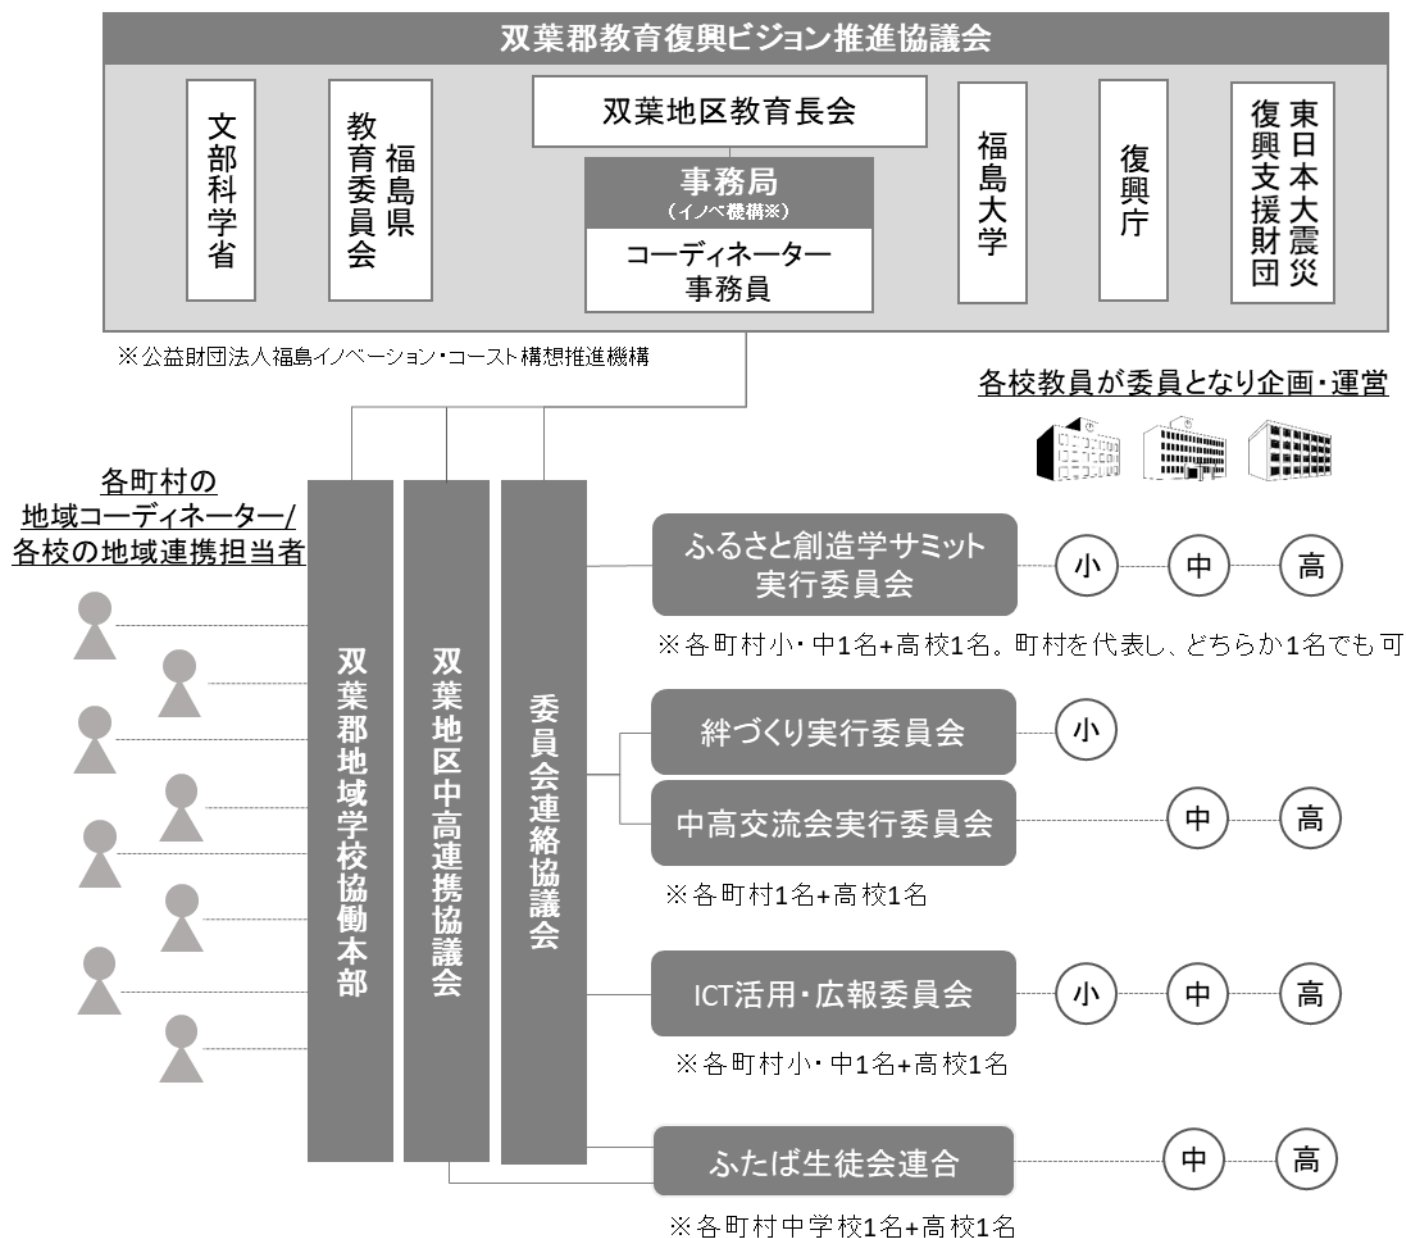 双葉郡教育復興ビジョン推進協議会
文部科学省
福島県
教育委員会
双葉地区教育長会
事務局
（イノベ機構※）
コーディネーター
事務員
福島大学
復興庁
東日本大震災
復興支援財団
※公益財団法人福島イノベーション・コースト構想推進機構
各校教員が委員となり企画・運営
各町村の
地域コーディネーター/
各校の地域連携担当者
双葉郡地域学校協働本部
双葉地区中高連携協議会
委員会連絡協議会
ふるさと創造学サミット
実行委員会
小 中 高
※各町村小・中1名+高校1名。町村を代表し、どちらか1名でも可
絆づくり実行委員会
小
中高交流会実行委員会
中 高
※各町村1名+高校1名
ICT活用・広報委員会
小 中 高
※各町村小・中1名+高校1名
ふたば生徒会連合
中 高
※各町村中学校1名+高校1名